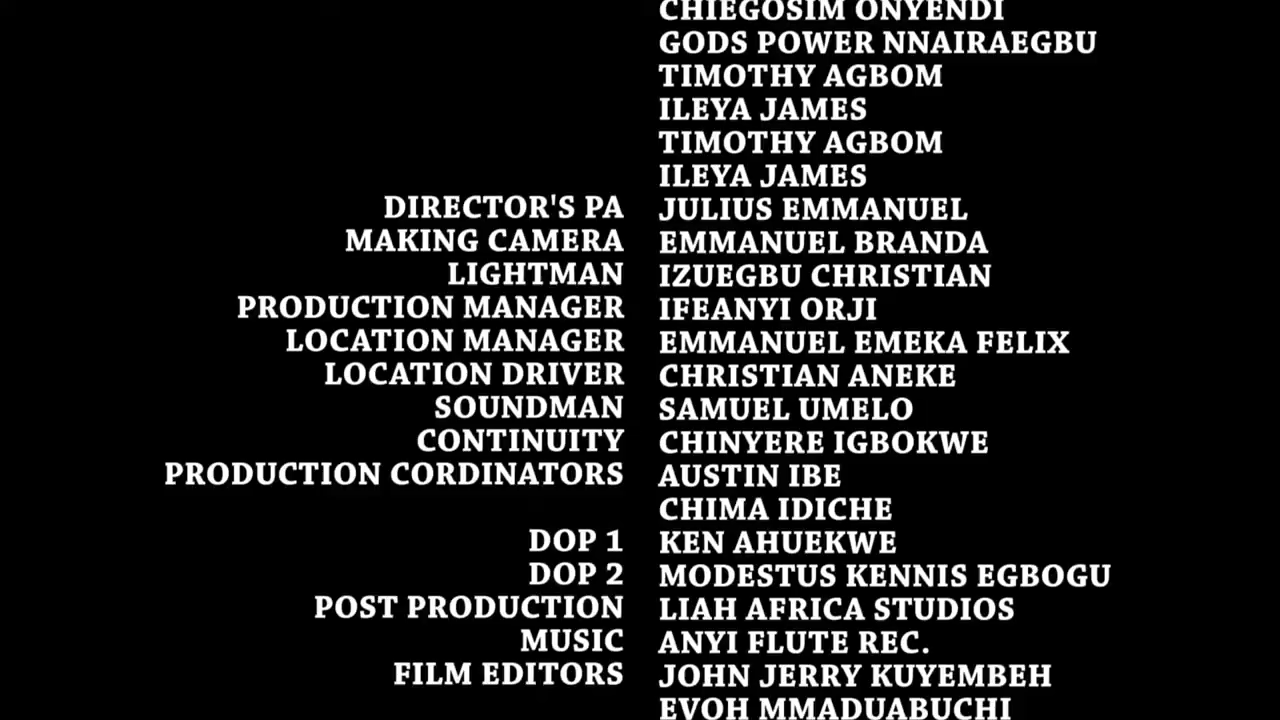 CHIEGOSIM ONYENDI
GODS POWER NNAIRAEGBU
TIMOTHY AGBOM
ILEYA JAMES
TIMOTHY AGBOM
ILEYA JAMES
DIRECTOR'S PA JULIUS EMMANUEL
MAKING CAMERA EMMANUEL BRANDA
LIGHTMAN IZUEGBU CHRISTIAN
PRODUCTION MANAGER IFEANYI ORJI
LOCATION MANAGER EMMANUEL EMEKA FELIX
LOCATION DRIVER CHRISTIAN ANEKE
SOUNDMAN SAMUEL UMELO
CONTINUITY CHINYERE IGBOKWE
PRODUCTION CORDINATORS AUSTIN IBE
CHIMA IDICHE
DOP 1 KEN AHUEKWE
DOP 2 MODESTUS KENNIS EGBOGU
POST PRODUCTION LIAH AFRICA STUDIOS
MUSIC ANYI FLUTE REC.
FILM EDITORS JOHN JERRY KUYEMBEH
EVOH MMADUABUCHI